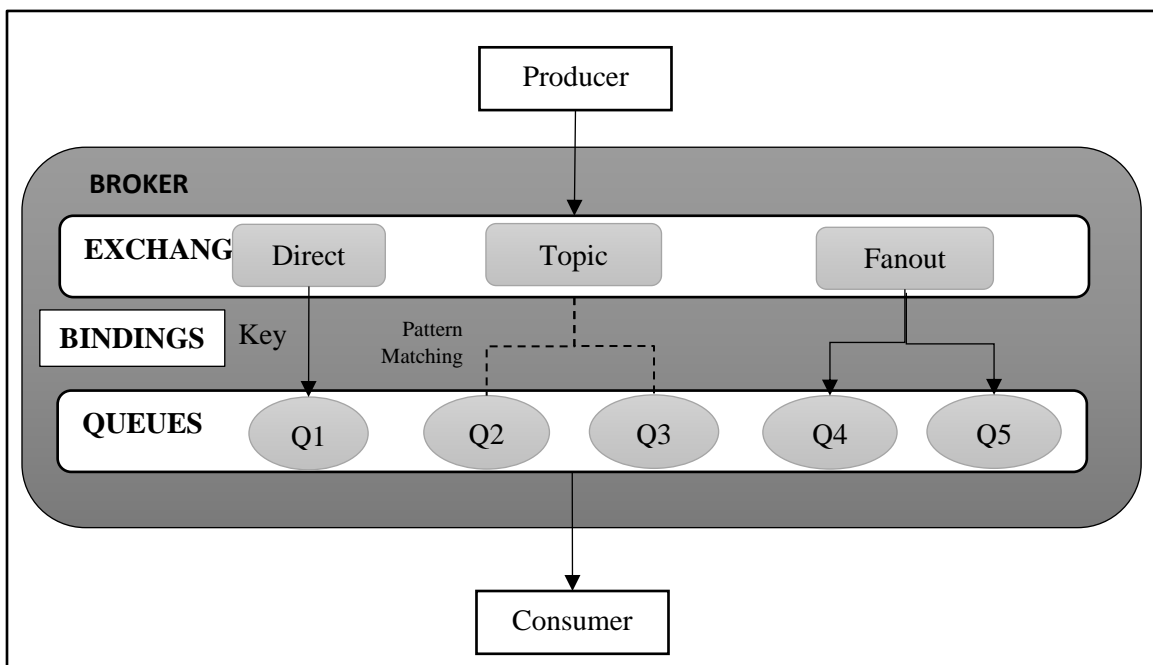 Producer
BROKER
EXCHANG
Direct
Topic
Fanout
BINDINGS
Key
Pattern
Matching
QUEUES
Q1
Q2
Q3
Q4
Q5
Consumer